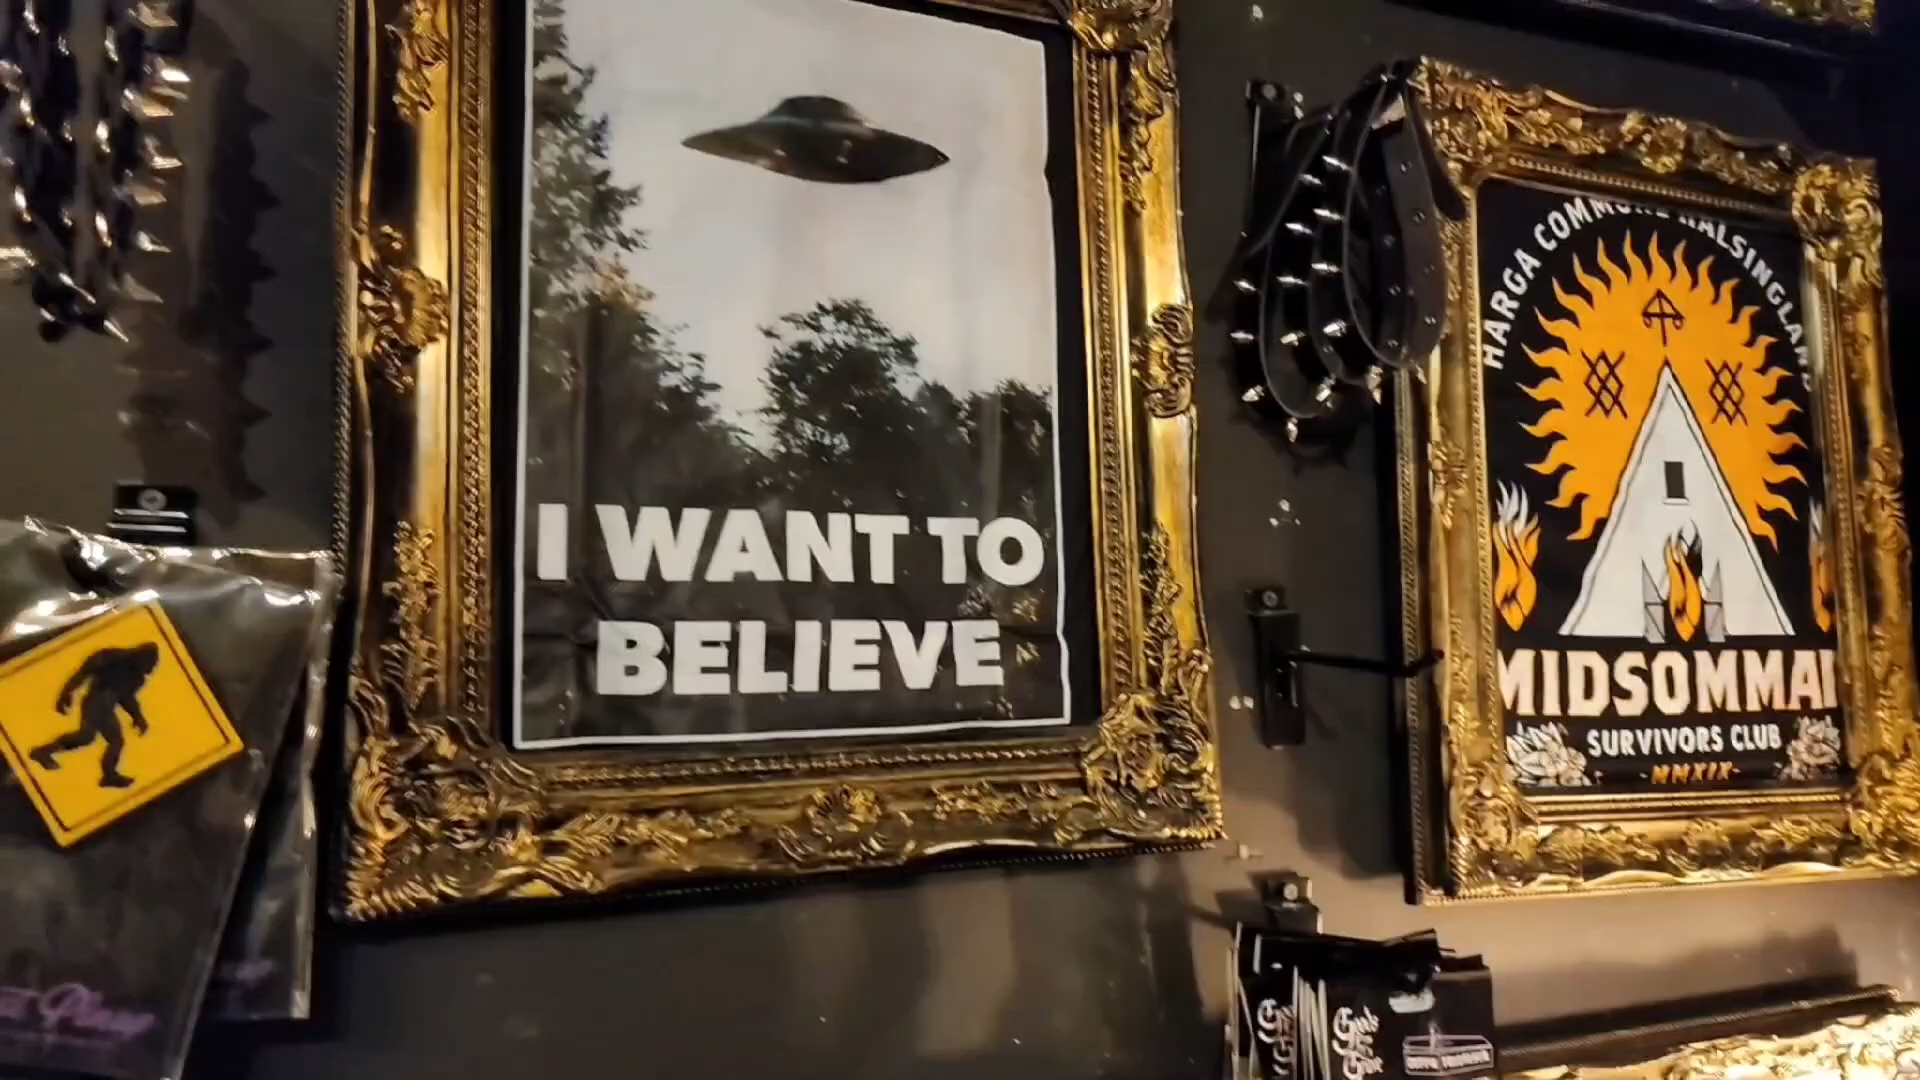 I WANT TO
BELIEVE
HARGA COMMUNE HALSINGLAND
MIDSOMMAR
SURVIVORS CLUB
-MMXIX-